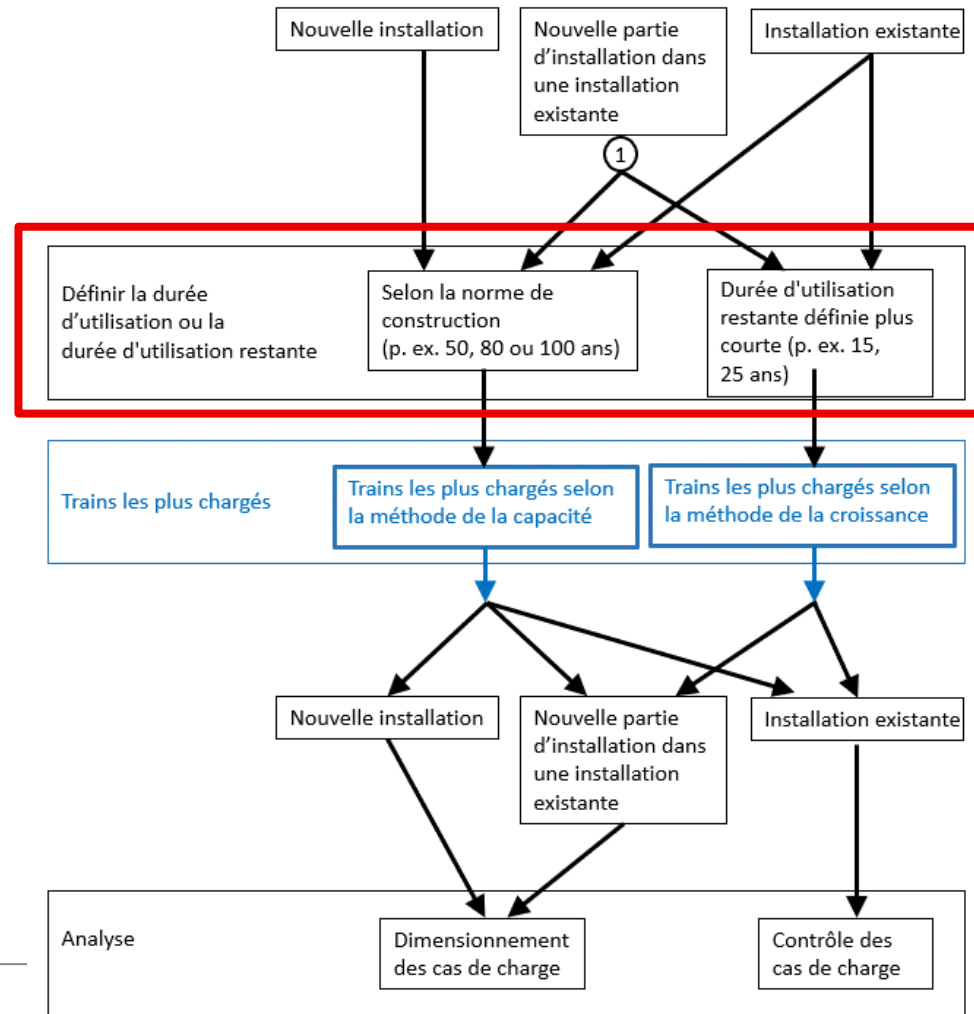 Nouvelle installation
Nouvelle partie
d’installation dans
une installation
existante
Installation existante
1
Définir la durée
d’utilisation ou la
durée d'utilisation restante
Selon la norme de
construction
(p. ex. 50, 80 ou 100 ans)
Durée d'utilisation
restante définie plus
courte (p. ex. 15,
25 ans)
Trains les plus chargés
Trains les plus chargés selon
la méthode de la capacité
Trains les plus chargés selon
la méthode de la croissance
Nouvelle installation
Nouvelle partie
d’installation dans
une installation
existante
Installation existante
Analyse
Dimensionnement
des cas de charge
Contrôle des
cas de charge